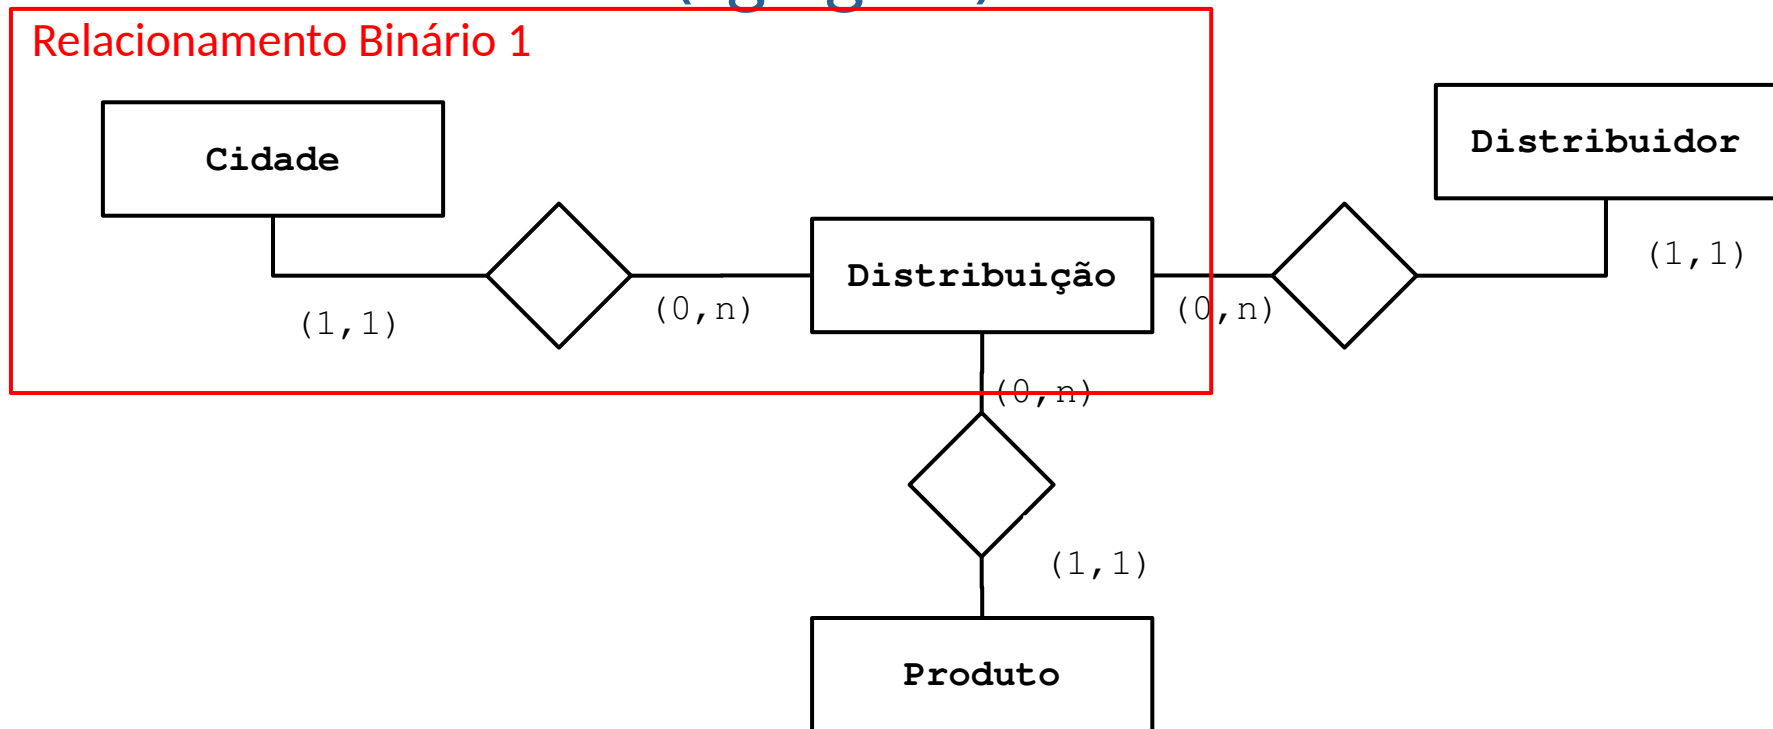 Relacionamento Binário 1
Cidade
Distribuidor
Distribuição
(1,1)
(0,n)
(0,n)
(1,1)
(0,n)
(1,1)
Produto